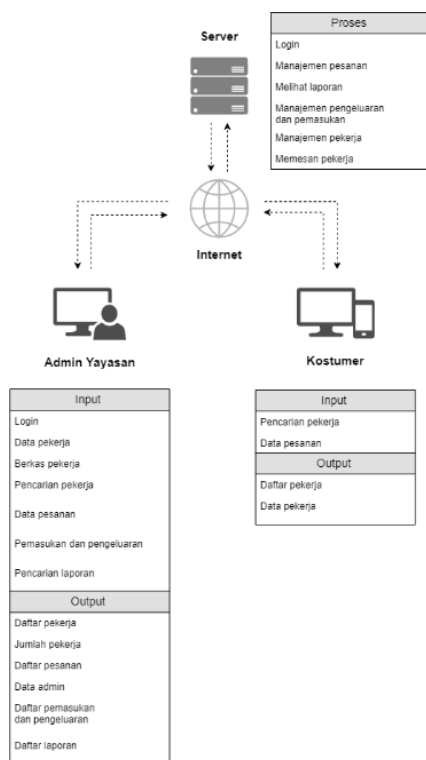 Server
Proses
Login
Manajemen pesanan
Melihat laporan
Manajemen pengeluaran
dan pemasukan
Manajemen pekerja
Memesan pekerja
Internet
Admin Yayasan
Input
Login
Data pekerja
Berkas pekerja
Pencarian pekerja
Data pesanan
Pemasukan dan pengeluaran
Pencarian laporan
Output
Daftar pekerja
Jumlah pekerja
Daftar pesanan
Data admin
Daftar pemasukan
dan pengeluaran
Daftar laporan
Kostumer
Input
Pencarian pekerja
Data pesanan
Output
Daftar pekerja
Data pekerja